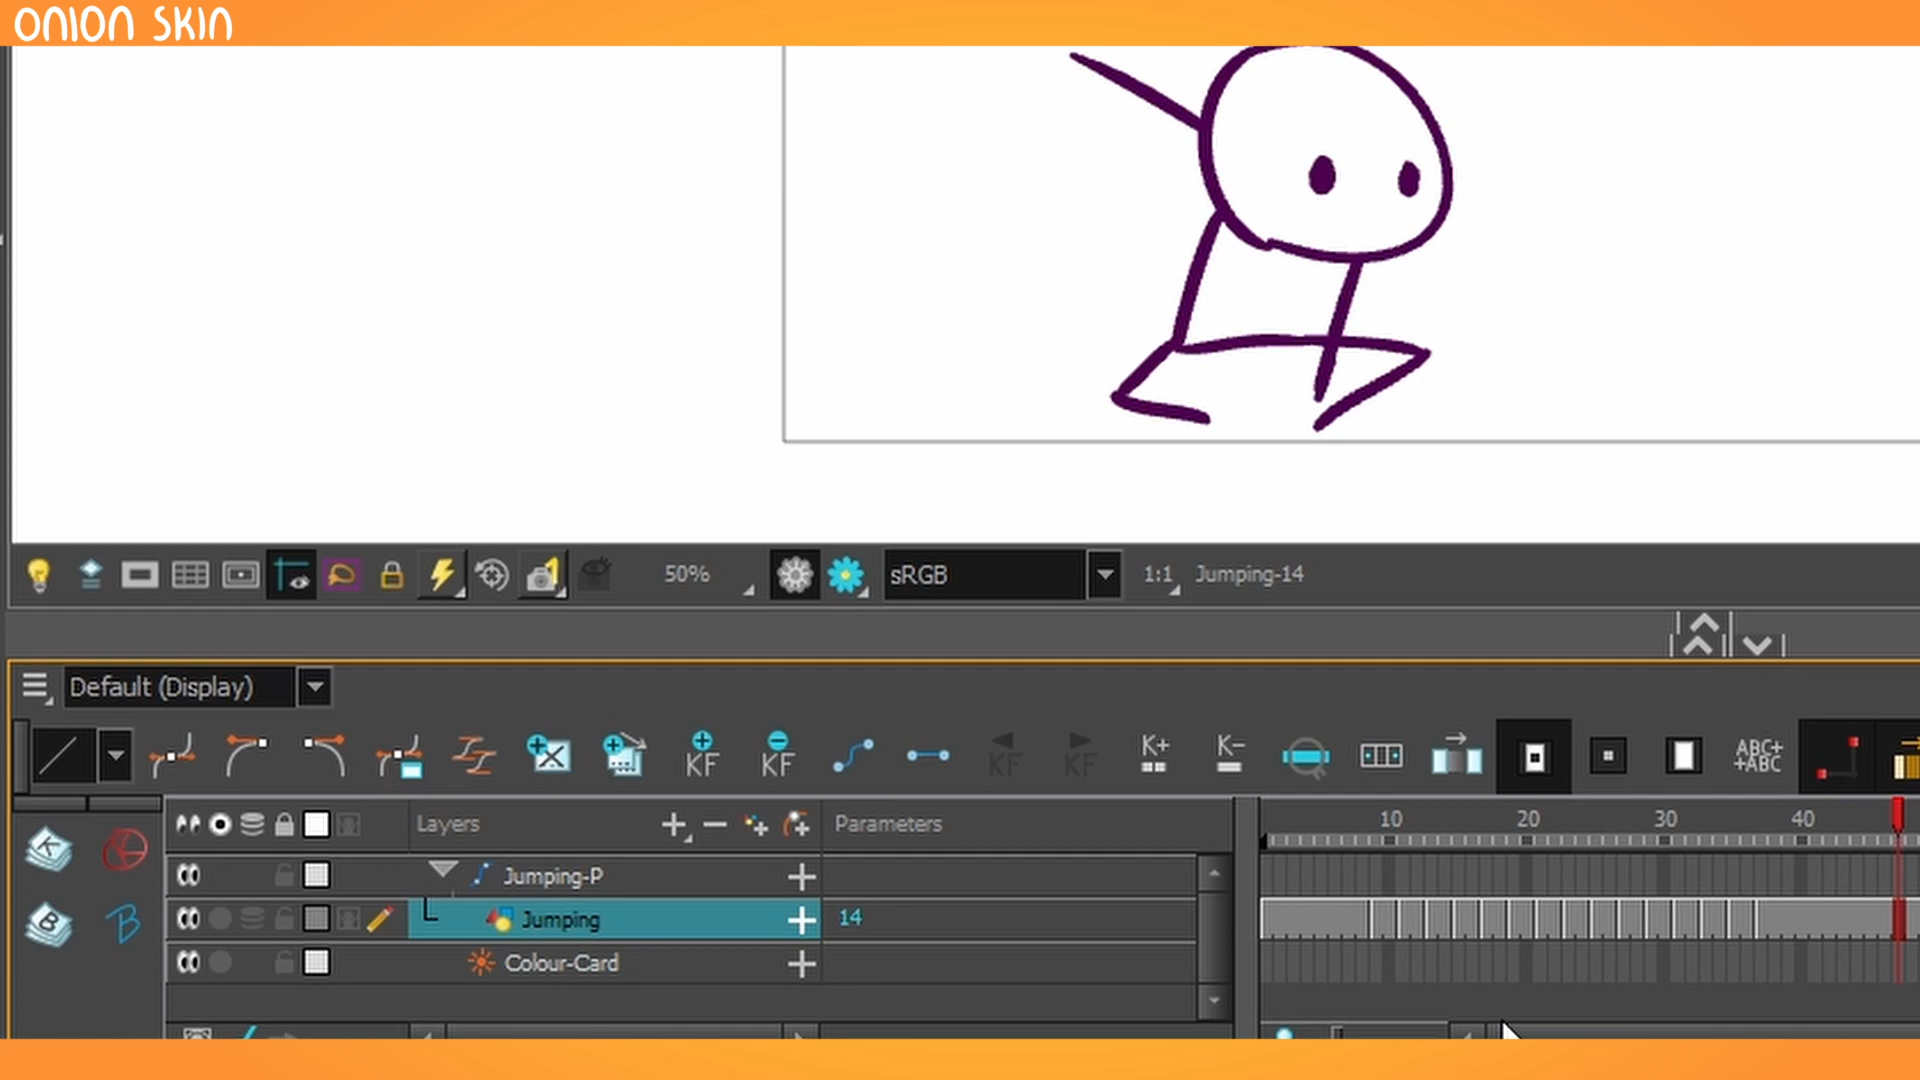 ONION SKIN
50%
sRGB
1:1
Jumping-14
Default (Display)
KF
KF
KF
KF
K+
K-
ABC+
+ABC
K
Layers
Parameters
10
20
30
40
Jumping-P
B
B
Jumping
14
Colour-Card